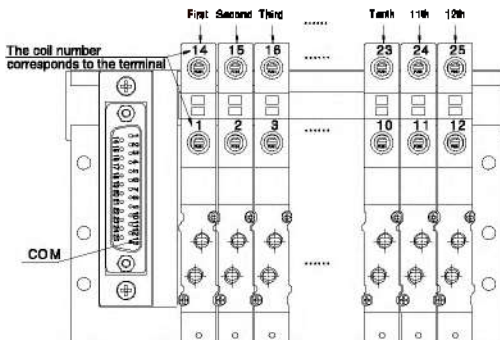 First Second Third ...... Tenth 11th 12th
The coil number
corresponds to the terminal
14 15 16 ...... 23 24 25
1 2 3 ...... 10 11 12
COM
......